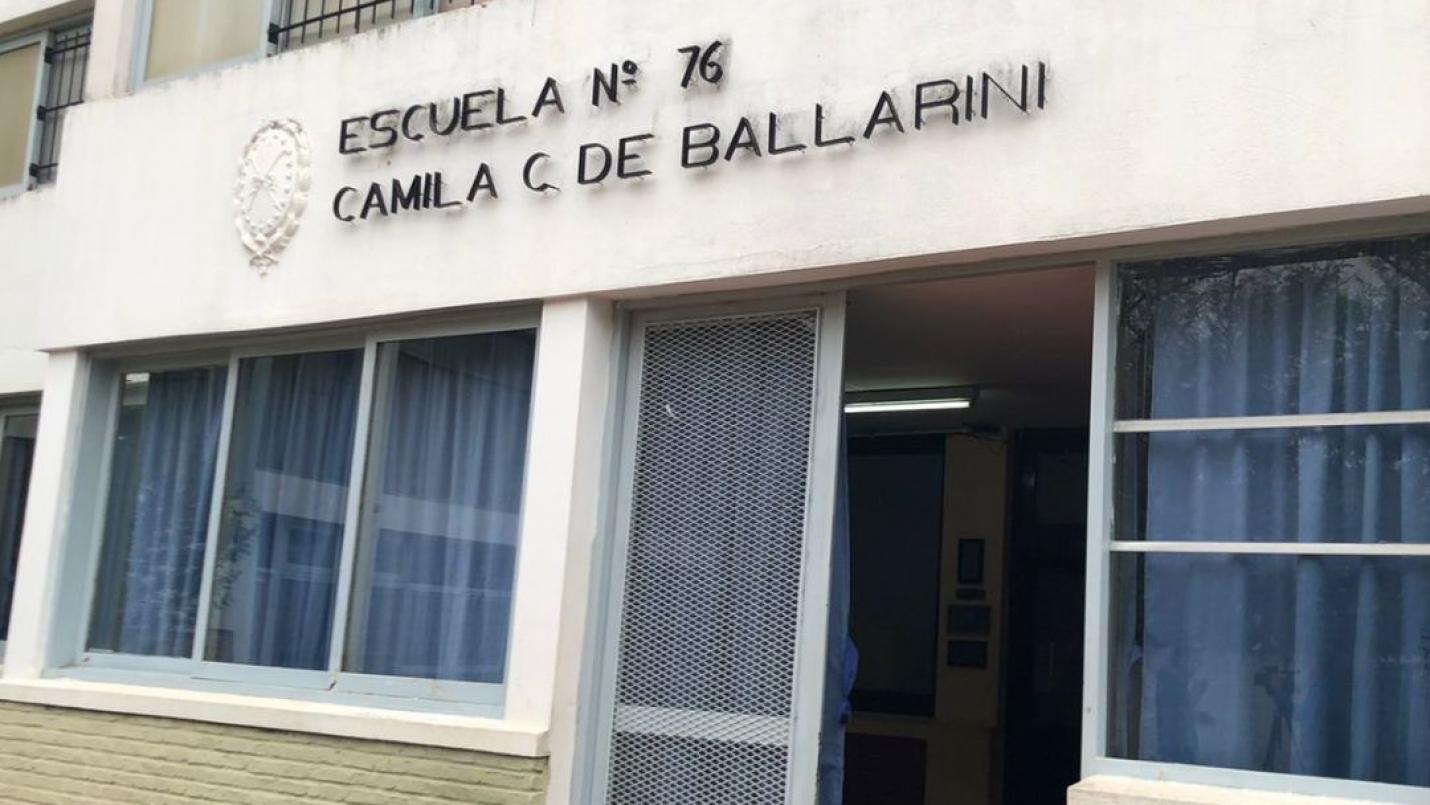 ESCUELA Nº 76
CAMILA C. DE BALLARINI